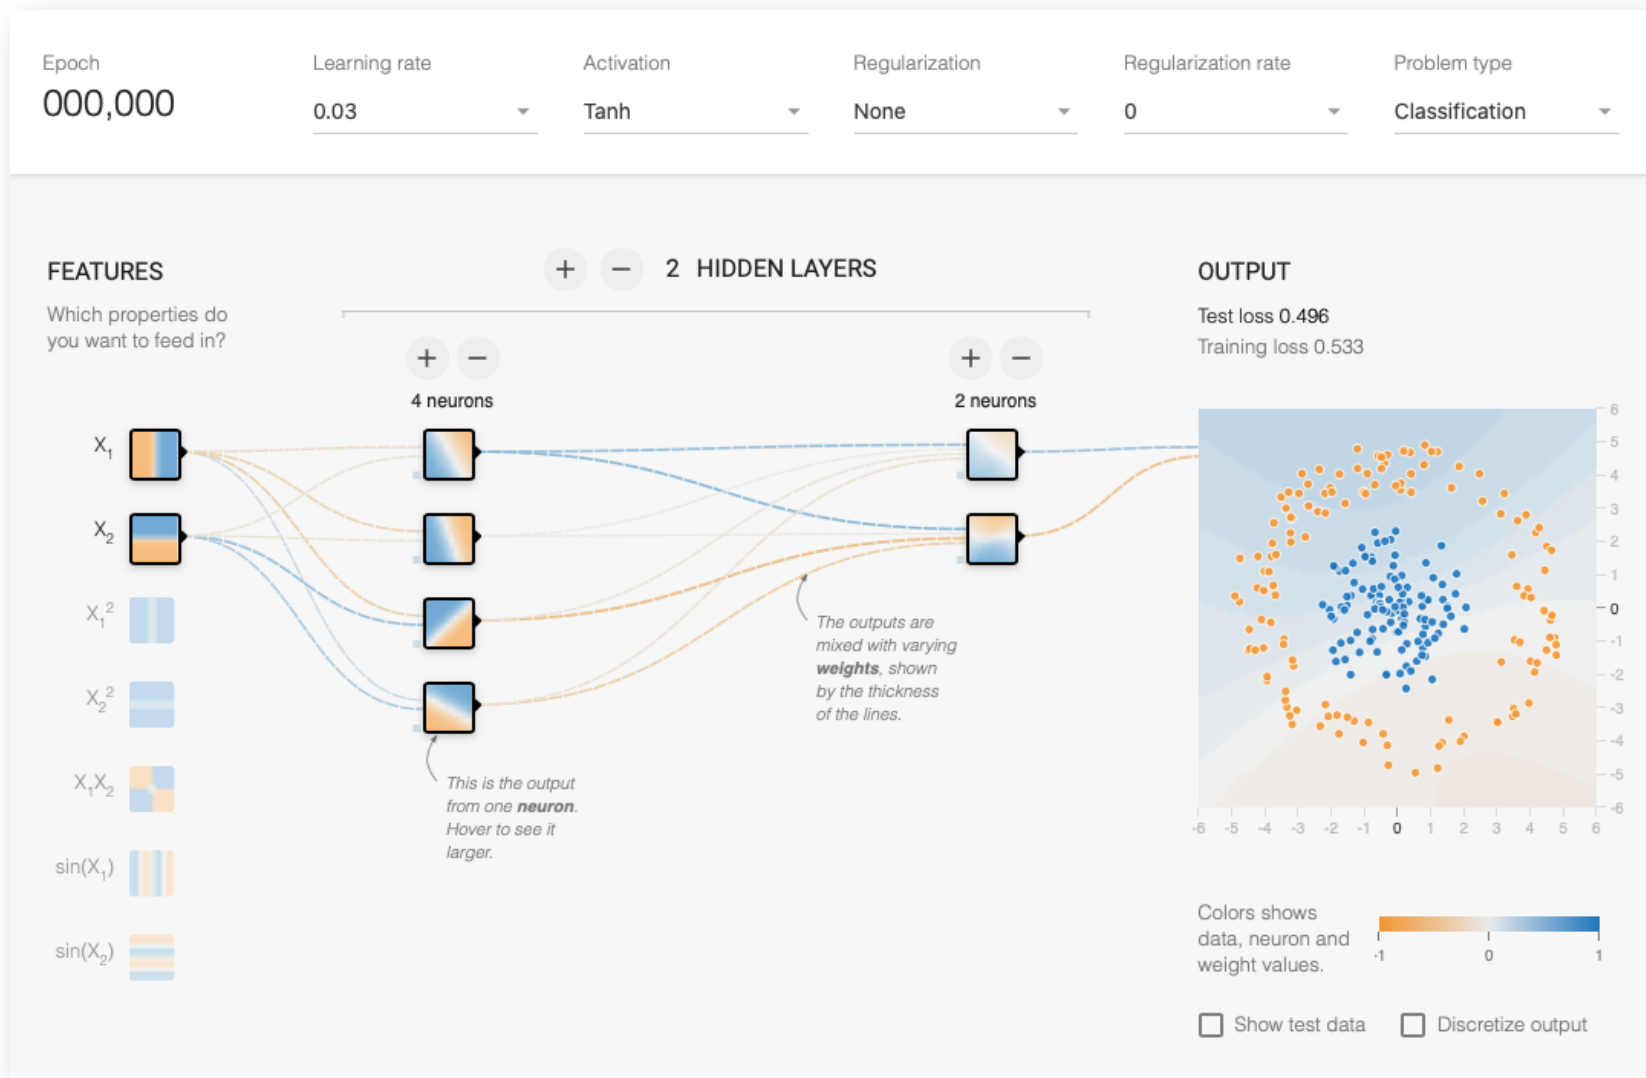 Epoch
000,000
Learning rate
0.03
Activation
Tanh
Regularization
None
Regularization rate
0
Problem type
Classification
FEATURES
Which properties do
you want to feed in?
+ − 2 HIDDEN LAYERS
+ −
4 neurons
+ −
2 neurons
OUTPUT
Test loss 0.496
Training loss 0.533
X₁
X₂
X₁²
X₂²
X₁X₂
sin(X₁)
sin(X₂)
This is the output
from one neuron.
Hover to see it
larger.
The outputs are
mixed with varying
weights, shown
by the thickness
of the lines.
6
5
4
3
2
1
0
-1
-2
-3
-4
-5
-6
-6 -5 -4 -3 -2 -1 0 1 2 3 4 5 6
Colors shows
data, neuron and
weight values.
-1 0 1
Show test data
Discretize output